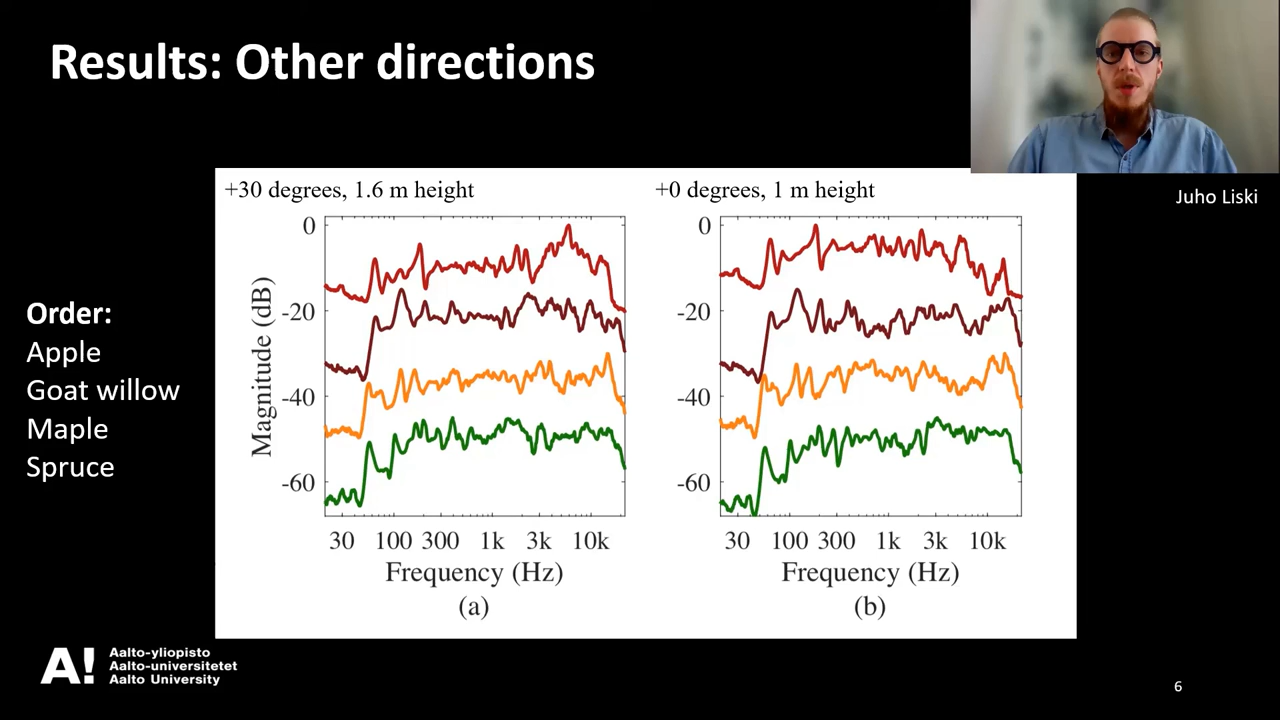 Results: Other directions
Juho Liski
+30 degrees, 1.6 m height
+0 degrees, 1 m height
Order:
Apple
Goat willow
Maple
Spruce
Magnitude (dB)
0
-20
-40
-60
30 100 300 1k 3k 10k
Frequency (Hz)
(a)
0
-20
-40
-60
30 100 300 1k 3k 10k
Frequency (Hz)
(b)
A!
Aalto-yliopisto
Aalto-universitetet
Aalto University
6